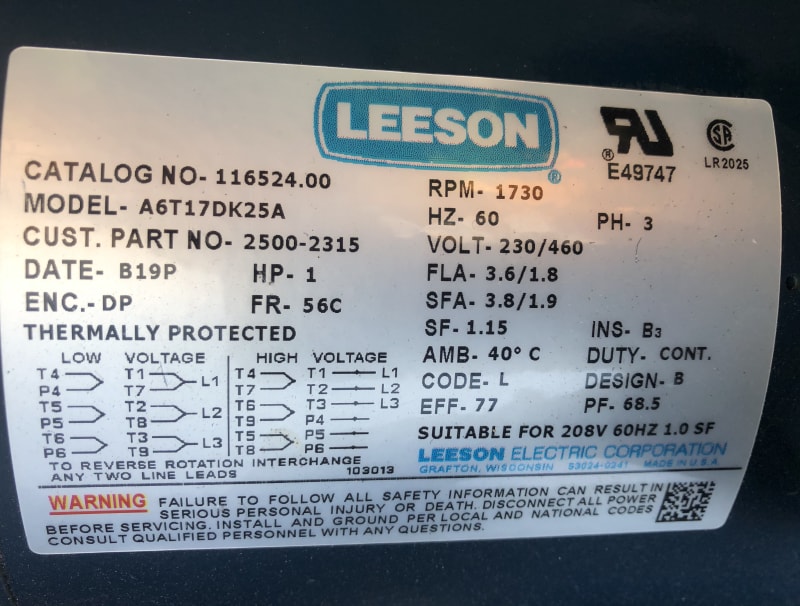 LEESON
®
®
E49747
SA
LR2025
CATALOG NO- 116524.00
MODEL- A6T17DK25A
CUST. PART NO- 2500-2315
DATE- B19P HP- 1
ENC.- DP FR- 56C
THERMALLY PROTECTED
RPM- 1730
HZ- 60 PH- 3
VOLT- 230/460
FLA- 3.6/1.8
SFA- 3.8/1.9
SF- 1.15 INS- B3
AMB- 40° C DUTY- CONT.
CODE- L DESIGN- B
EFF- 77 PF- 68.5
SUITABLE FOR 208V 60HZ 1.0 SF
LOW VOLTAGE HIGH VOLTAGE
T4 T1 L1 T4 T1 L1
P4 T7 T7 T2 L2
T5 T2 L2 T5 T3 L3
P5 T8 T6 P4
T6 T3 L3 T9 P5
P6 T9 T8 P6
TO REVERSE ROTATION INTERCHANGE
ANY TWO LINE LEADS 103013
LEESON ELECTRIC CORPORATION
GRAFTON, WISCONSIN 53024-0241 MADE IN U.S.A.
WARNING FAILURE TO FOLLOW ALL SAFETY INFORMATION CAN RESULT IN
SERIOUS PERSONAL INJURY OR DEATH. DISCONNECT ALL POWER
BEFORE SERVICING. INSTALL AND GROUND PER LOCAL AND NATIONAL CODES
CONSULT QUALIFIED PERSONNEL WITH ANY QUESTIONS.